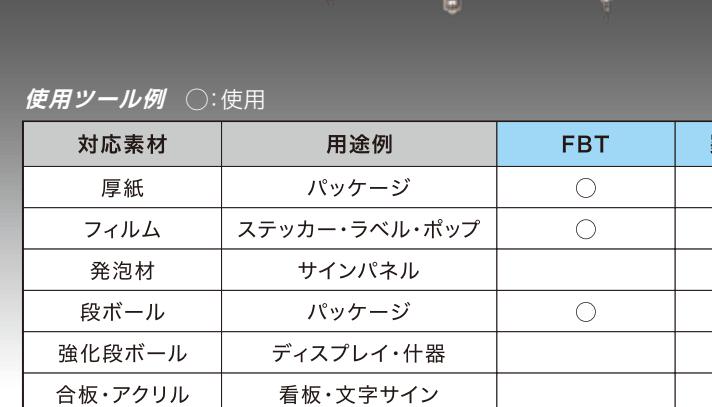 使用ツール例 ◯：使用
対応素材 用途例 FBT
厚紙 パッケージ ◯
フィルム ステッカー・ラベル・ポップ ◯
発泡材 サインパネル
段ボール パッケージ ◯
強化段ボール ディスプレイ・什器
合板・アクリル 看板・文字サイン